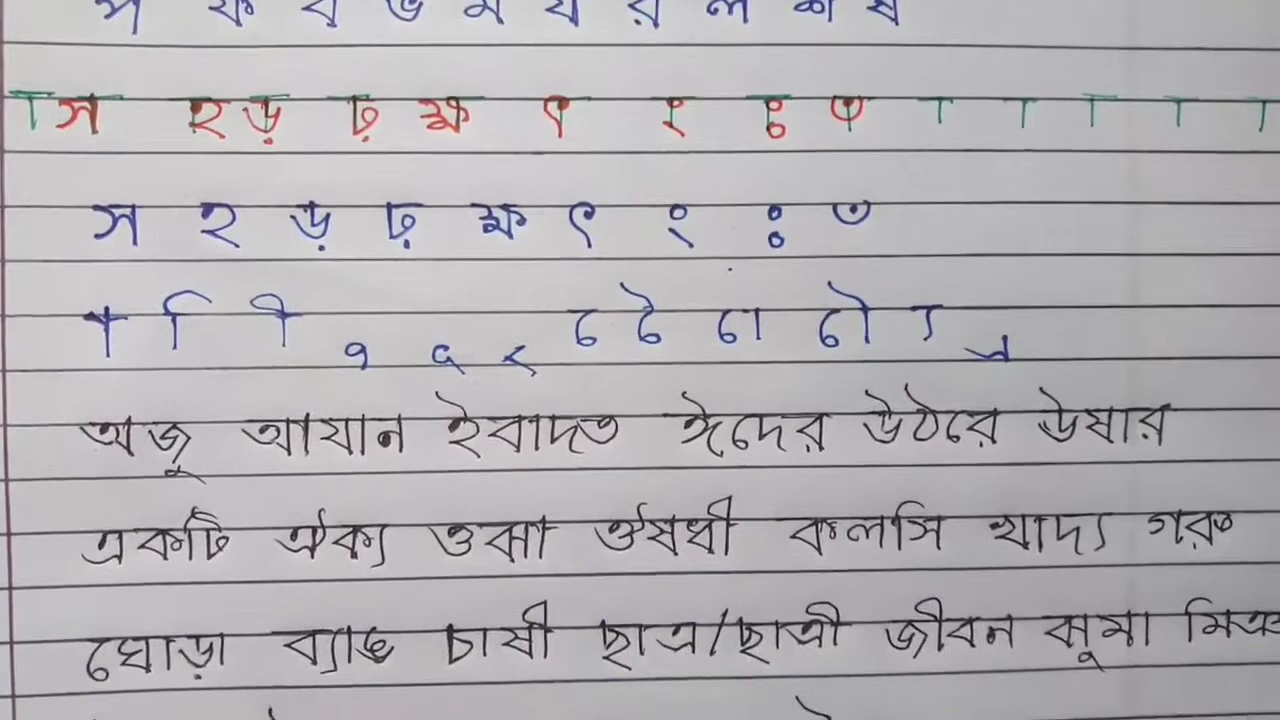 প ফ ব ভ ম য র ল শ ষ
া স হ ড় ঢ় ক্ষ ৎ ং ঃ ঁ া া া া া
স হ ড় ঢ় ক্ষ ৎ ং ঃ ঁ
া ি ী ু ূ ৃ ে ৈ ো ৌ
অজু আযান ইবাদত ঈদের উঠরে ঊষার
একটি ঐক্য ওঝা ঔষধী কলসি খাদ্য গরু
ঘোড়া ব্যাঙ চাষী ছাত্র/ছাত্রী জীবন ঝুমা